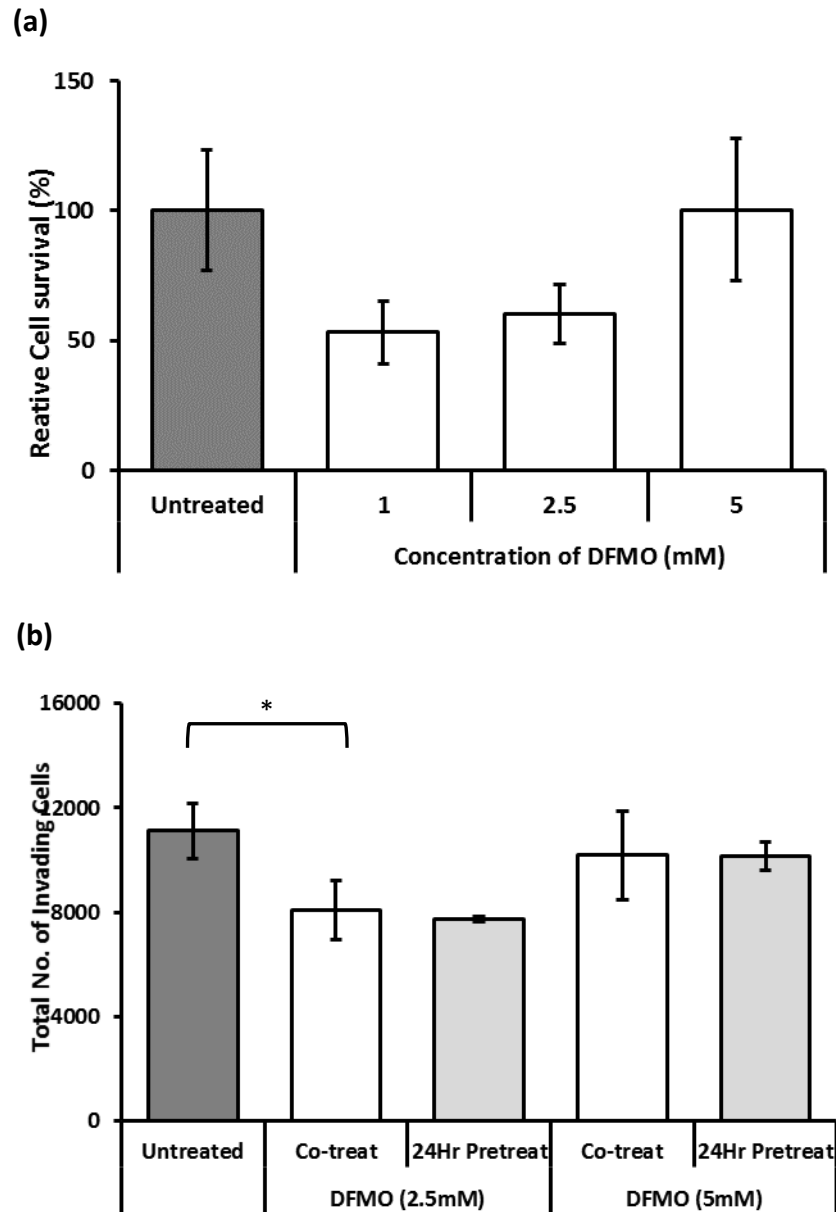 (a)
Reative Cell survival (%)
150
100
50
0
Untreated 1 2.5 5
Concentration of DFMO (mM)
(b)
Total No. of Invading Cells
16000
12000
8000
4000
0
*
Untreated Co-treat 24Hr Pretreat Co-treat 24Hr Pretreat
DFMO (2.5mM) DFMO (5mM)